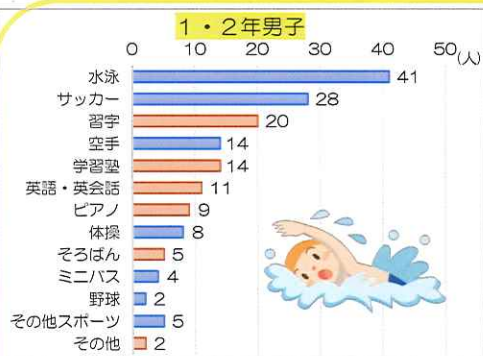 1・2年男子
0 10 20 30 40 50 (人)
水泳 41
サッカー 28
習字 20
空手 14
学習塾 14
英語・英会話 11
ピアノ 9
体操 8
そろばん 5
ミニバス 4
野球 2
その他スポーツ 5
その他 2